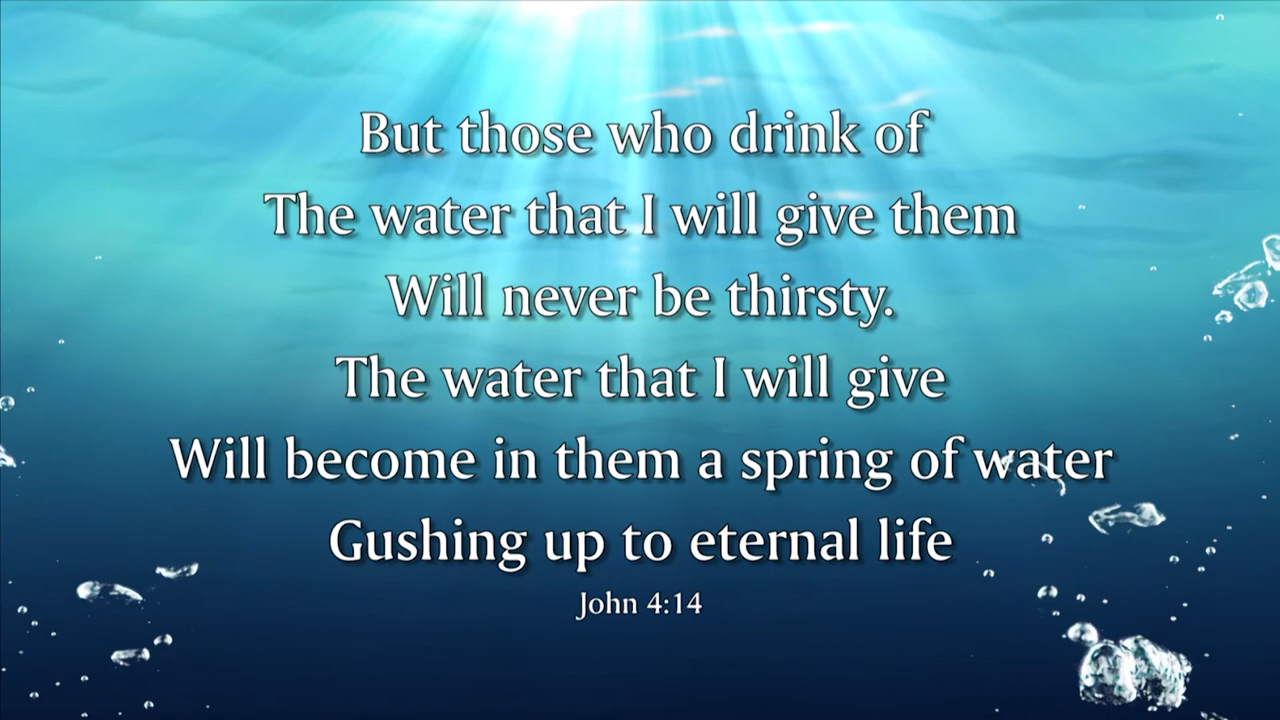 But those who drink of
The water that I will give them
Will never be thirsty.
The water that I will give
Will become in them a spring of water
Gushing up to eternal life
John 4:14